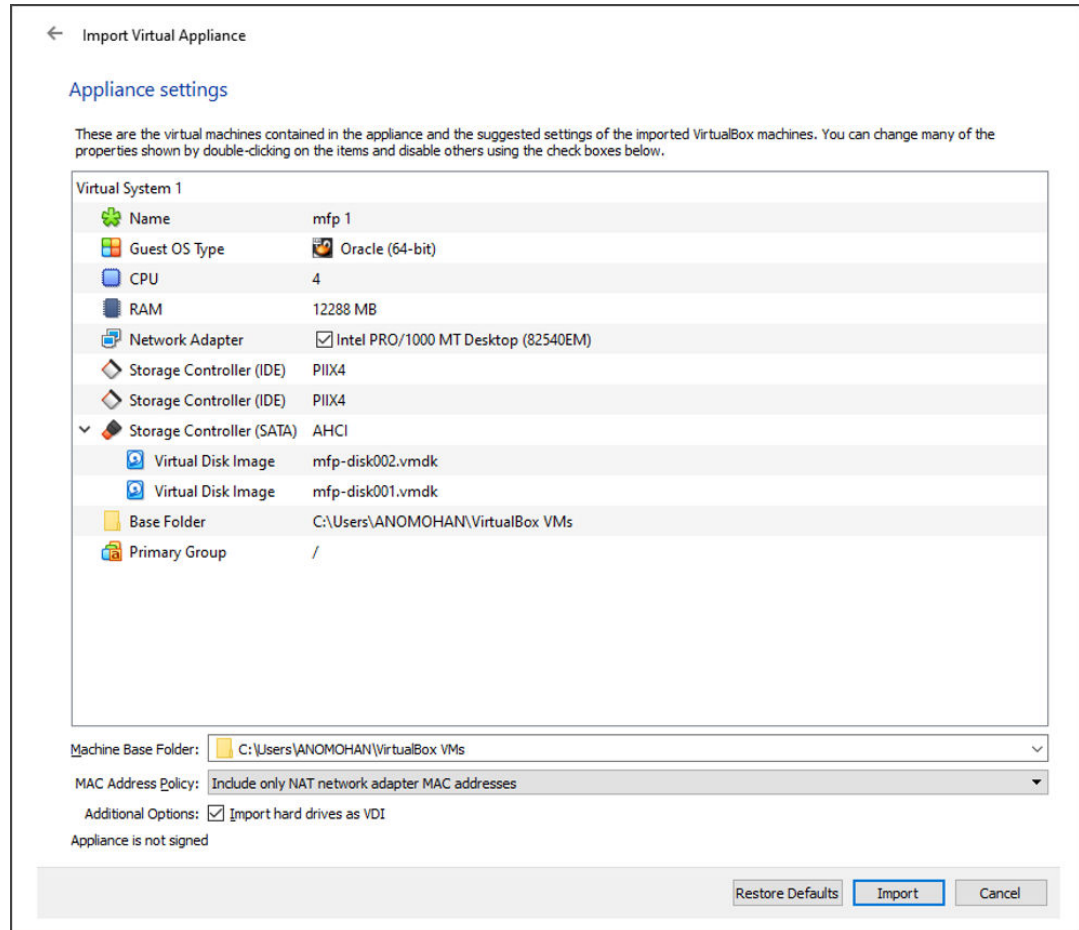 Import Virtual Appliance
Appliance settings
These are the virtual machines contained in the appliance and the suggested settings of the imported VirtualBox machines. You can change many of the
properties shown by double-clicking on the items and disable others using the check boxes below.
Virtual System 1
Name mfp 1
Guest OS Type Oracle (64-bit)
CPU 4
RAM 12288 MB
Network Adapter Intel PRO/1000 MT Desktop (82540EM)
Storage Controller (IDE) PIIX4
Storage Controller (IDE) PIIX4
Storage Controller (SATA) AHCI
Virtual Disk Image mfp-disk002.vmdk
Virtual Disk Image mfp-disk001.vmdk
Base Folder C:\Users\ANOMOHAN\VirtualBox VMs
Primary Group /
Machine Base Folder: C:\Users\ANOMOHAN\VirtualBox VMs
MAC Address Policy: Include only NAT network adapter MAC addresses
Additional Options: Import hard drives as VDI
Appliance is not signed
Restore Defaults Import Cancel